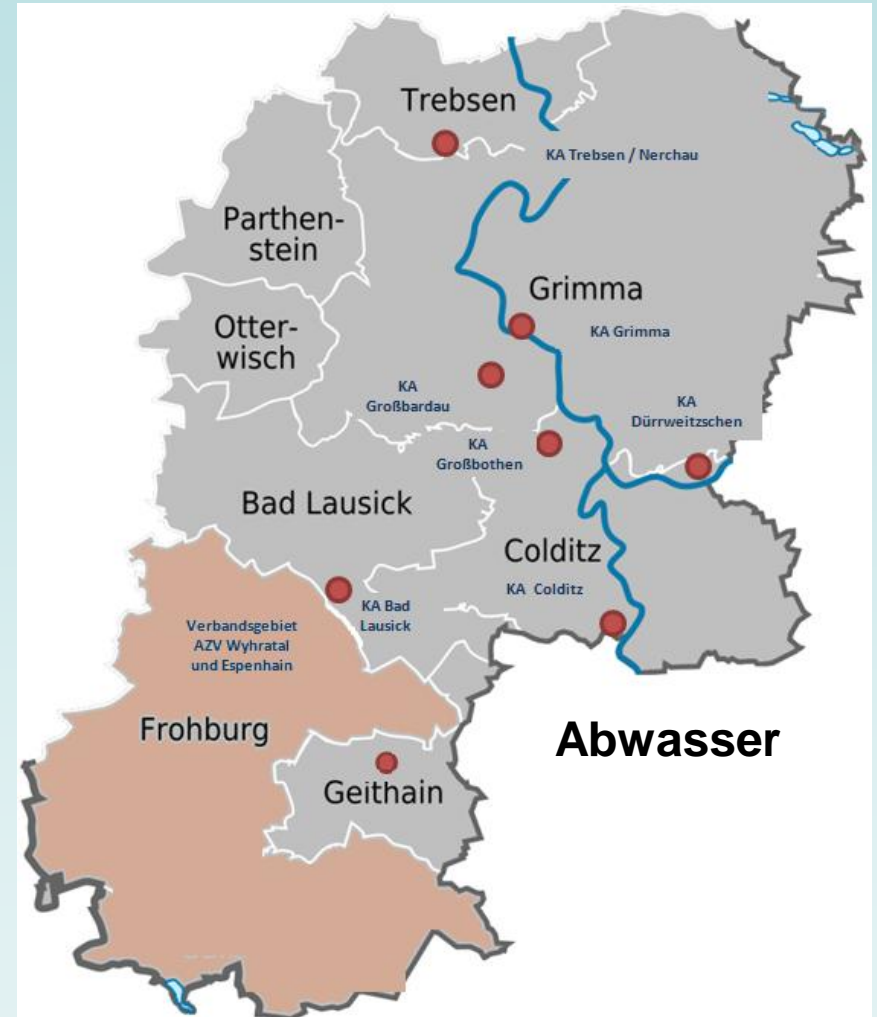 Trebsen
KA Trebsen / Nerchau
Parthen-
stein
Grimma
KA Grimma
Otter-
wisch
KA
Großbardau
KA
Dürrweitzschen
KA
Großbothen
Bad Lausick
Colditz
KA Colditz
KA Bad
Lausick
Verbandsgebiet
AZV Wyhratal
und Espenhain
Frohburg
Abwasser
Geithain